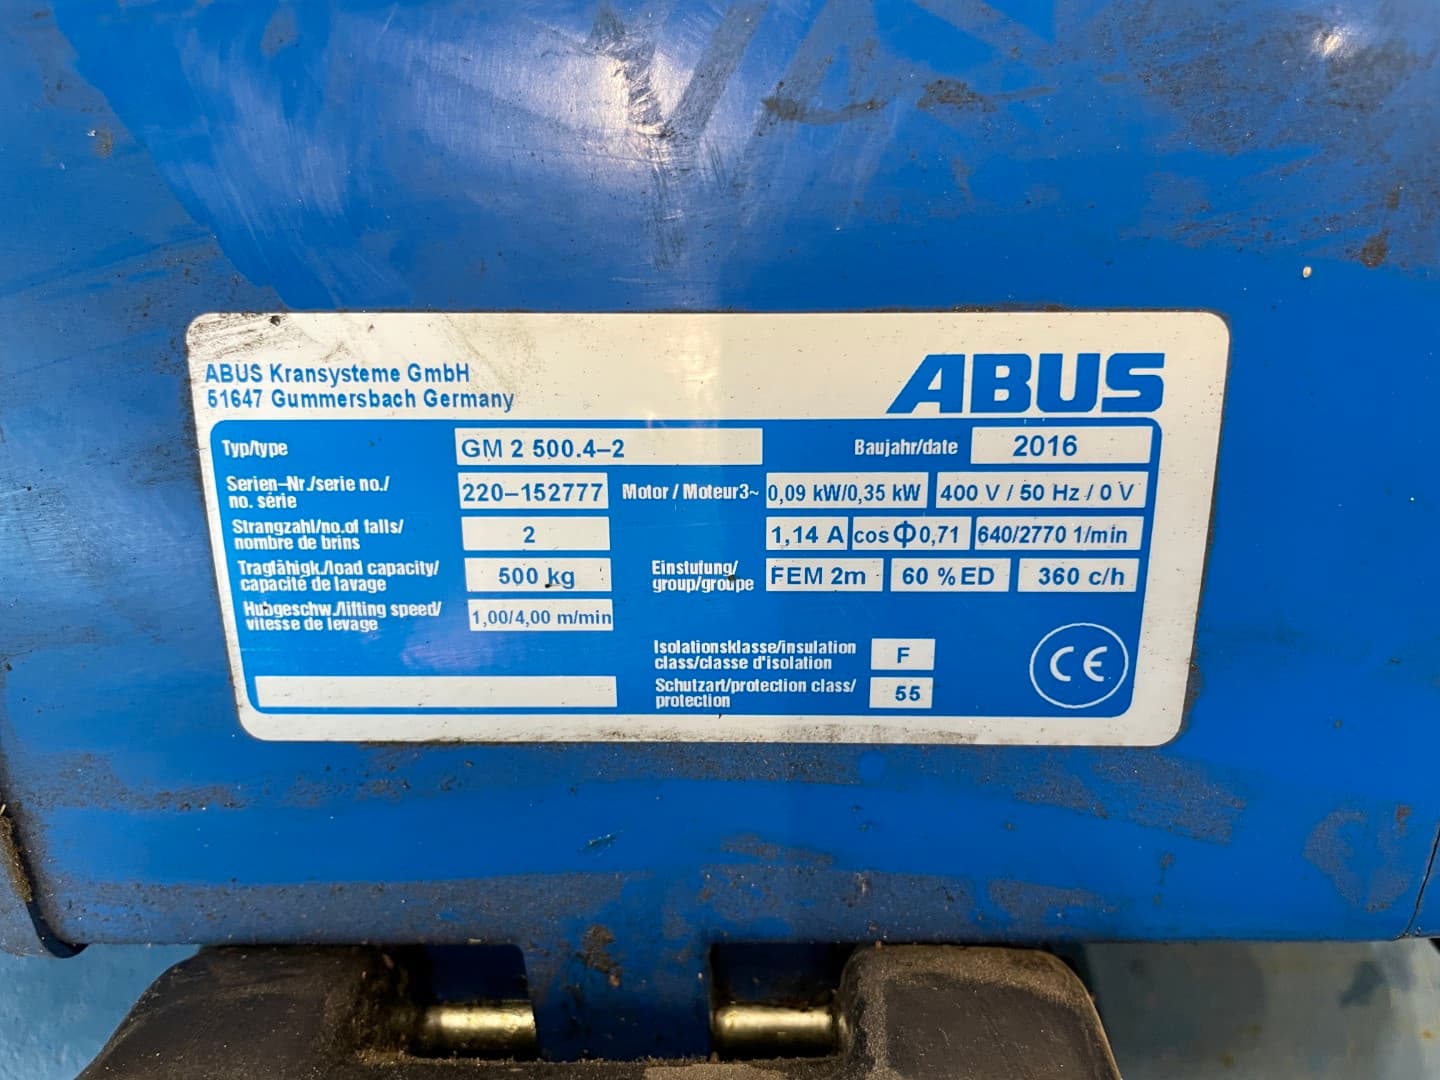 ABUS Kransysteme GmbH
51647 Gummersbach Germany
ABUS
Typ/type GM 2 500.4-2 Baujahr/date 2016
Serien-Nr./serie no./
no. série 220-152777 Motor / Moteur3~ 0,09 kW/0,35 kW 400 V / 50 Hz / 0 V
Strangzahl/no.of falls/
nombre de brins 2 1,14 A cos Φ 0,71 640/2770 1/min
Tragfähigk./load capacity/
capacité de lavage 500 kg Einstufung/
group/groupe FEM 2m 60 % ED 360 c/h
Hubgeschw./lifting speed/
vitesse de levage 1,00/4,00 m/min
Isolationsklasse/insulation
class/classe d'isolation F
Schutzart/protection class/
protection 55
CE